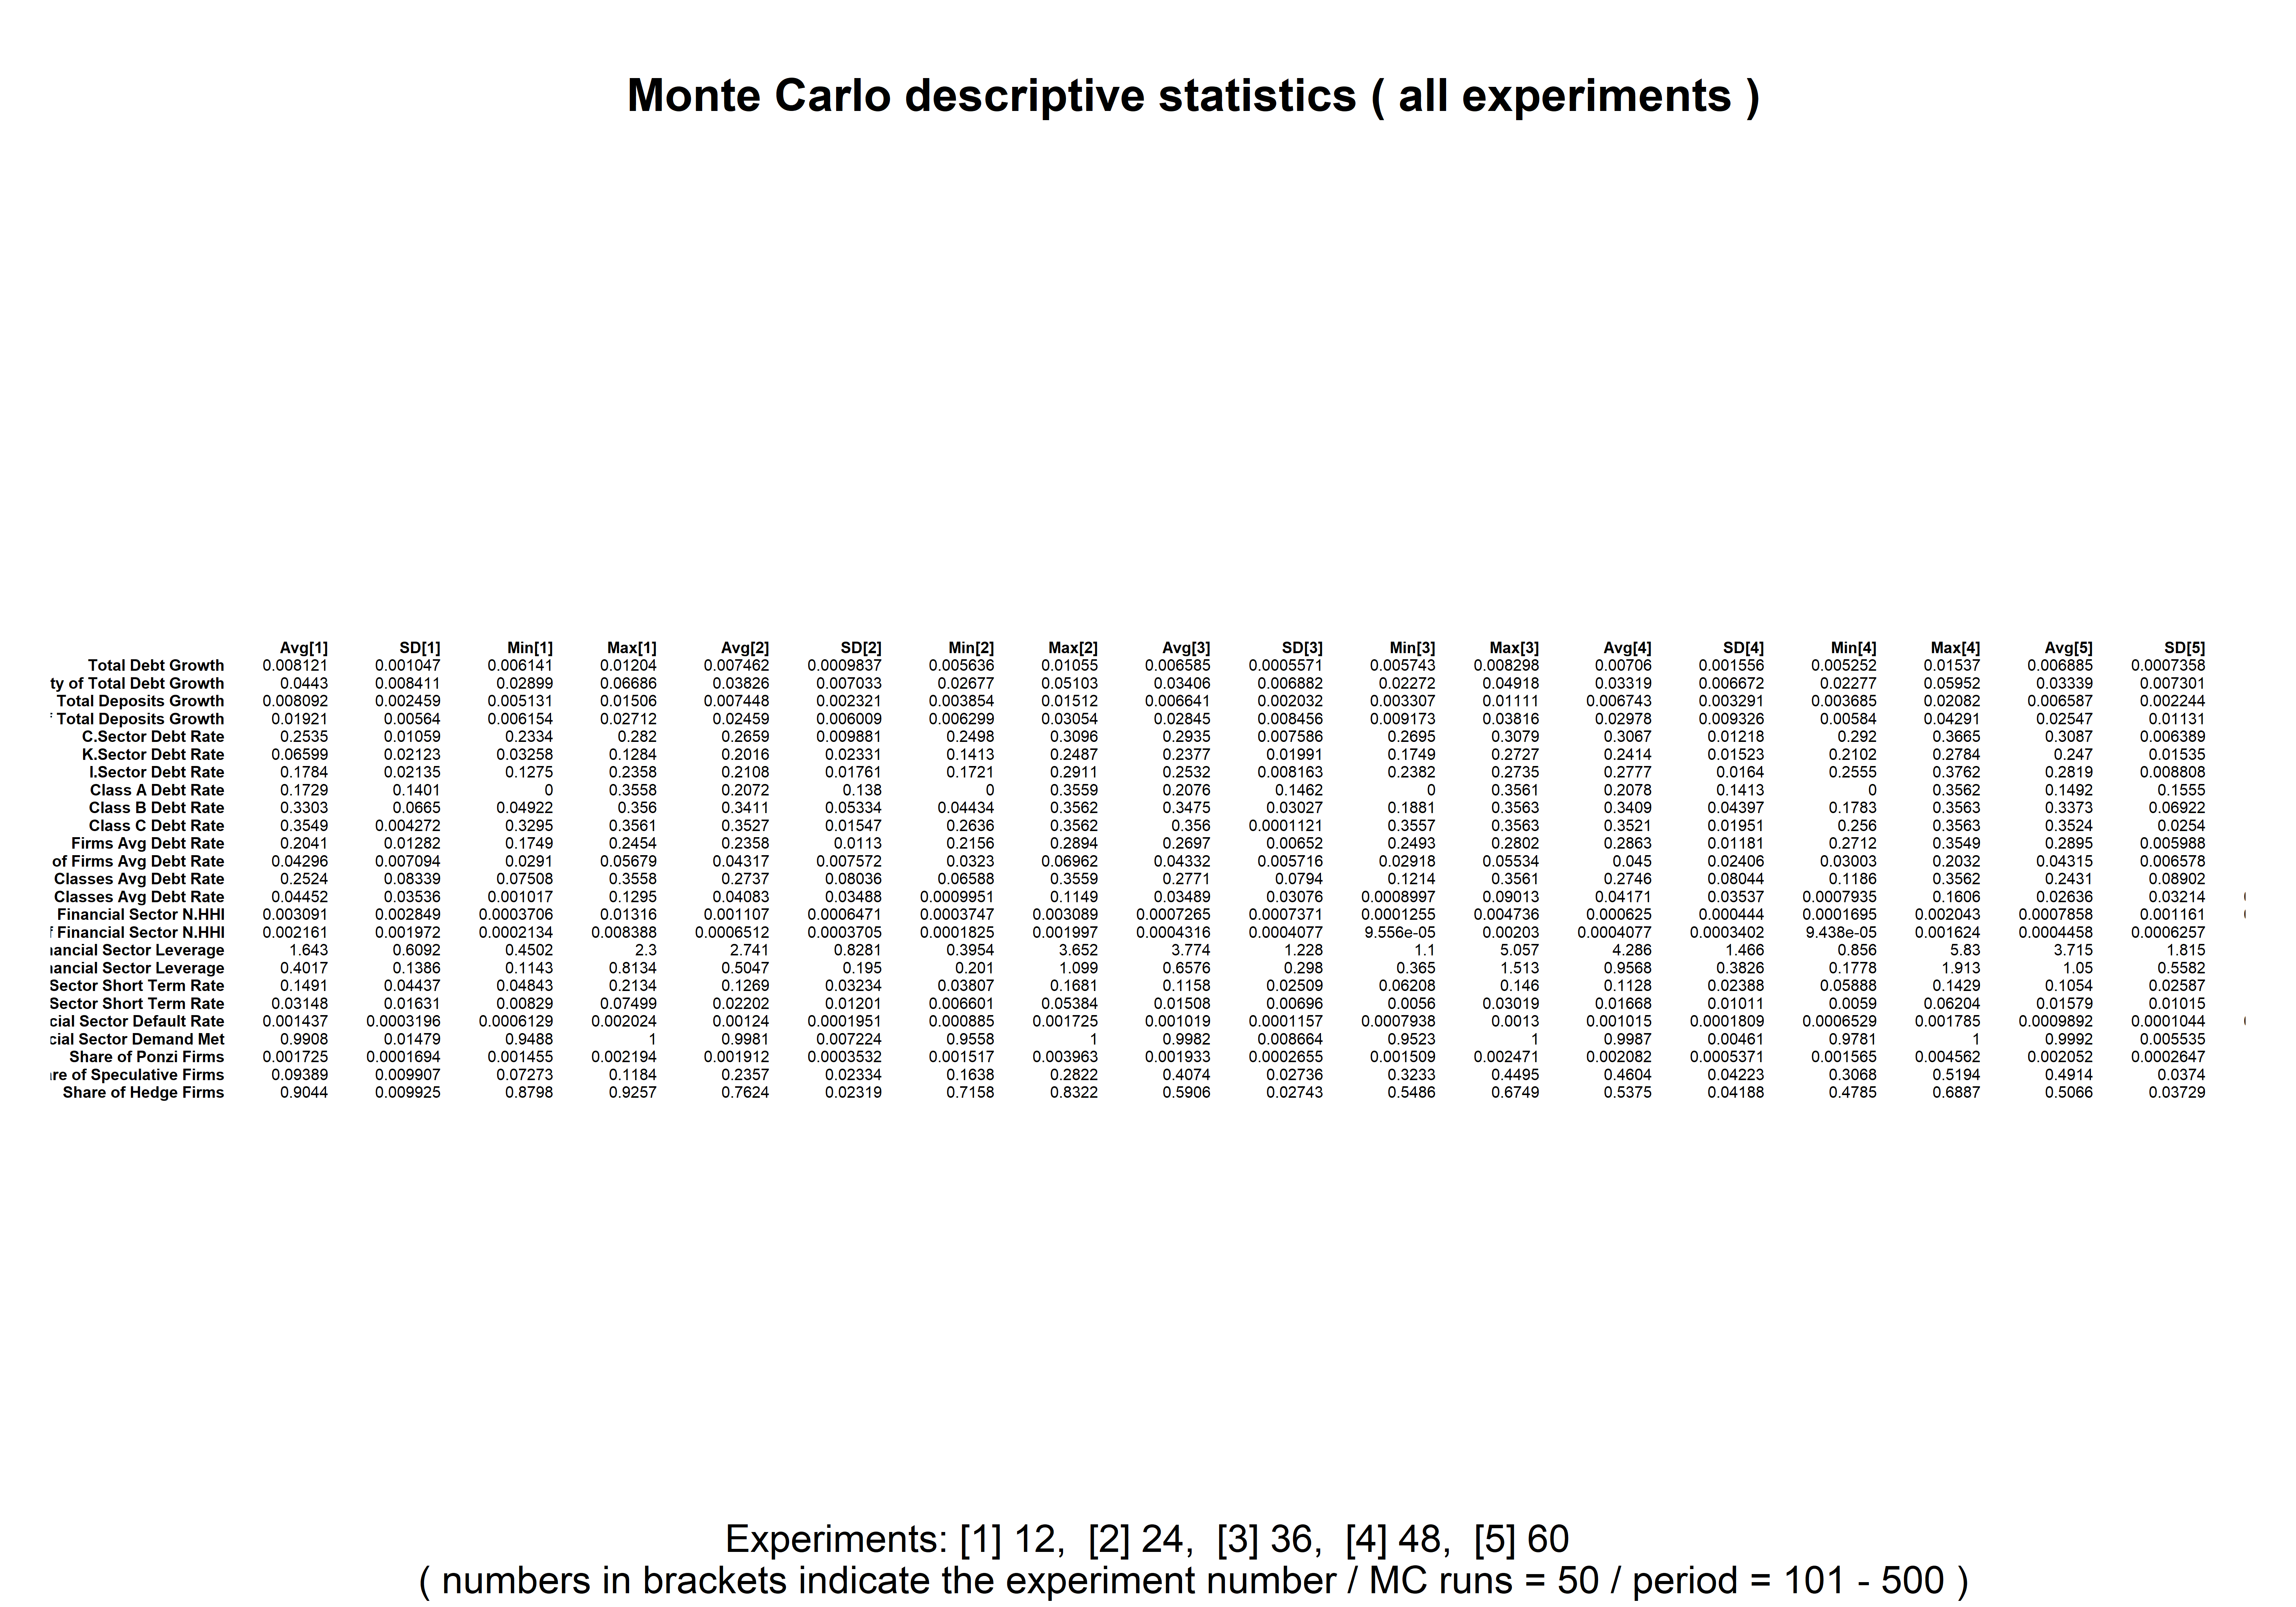 Monte Carlo descriptive statistics ( all experiments )
Avg[1] SD[1] Min[1] Max[1] Avg[2] SD[2] Min[2] Max[2] Avg[3] SD[3] Min[3] Max[3] Avg[4] SD[4] Min[4] Max[4] Avg[5] SD[5]
Total Debt Growth 0.008121 0.001047 0.006141 0.01204 0.007462 0.0009837 0.005636 0.01055 0.006585 0.0005571 0.005743 0.008298 0.00706 0.001556 0.005252 0.01537 0.006885 0.0007358
ty of Total Debt Growth 0.0443 0.008411 0.02899 0.06686 0.03826 0.007033 0.02677 0.05103 0.03406 0.006882 0.02272 0.04918 0.03319 0.006672 0.02277 0.05952 0.03339 0.007301
Total Deposits Growth 0.008092 0.002459 0.005131 0.01506 0.007448 0.002321 0.003854 0.01512 0.006641 0.002032 0.003307 0.01111 0.006743 0.003291 0.003685 0.02082 0.006587 0.002244
Total Deposits Growth 0.01921 0.00564 0.006154 0.02712 0.02459 0.006009 0.006299 0.03054 0.02845 0.008456 0.009173 0.03816 0.02978 0.009326 0.00584 0.04291 0.02547 0.01131
C.Sector Debt Rate 0.2535 0.01059 0.2334 0.282 0.2659 0.009881 0.2498 0.3096 0.2935 0.007586 0.2695 0.3079 0.3067 0.01218 0.292 0.3665 0.3087 0.006389
K.Sector Debt Rate 0.06599 0.02123 0.03258 0.1284 0.2016 0.02331 0.1413 0.2487 0.2377 0.01991 0.1749 0.2727 0.2414 0.01523 0.2102 0.2784 0.247 0.01535
I.Sector Debt Rate 0.1784 0.02135 0.1275 0.2358 0.2108 0.01761 0.1721 0.2911 0.2532 0.008163 0.2382 0.2735 0.2777 0.0164 0.2555 0.3762 0.2819 0.008808
Class A Debt Rate 0.1729 0.1401 0 0.3558 0.2072 0.138 0 0.3559 0.2076 0.1462 0 0.3561 0.2078 0.1413 0 0.3562 0.1492 0.1555
Class B Debt Rate 0.3303 0.0665 0.04922 0.356 0.3411 0.05334 0.04434 0.3562 0.3475 0.03027 0.1881 0.3563 0.3409 0.04397 0.1783 0.3563 0.3373 0.06922
Class C Debt Rate 0.3549 0.004272 0.3295 0.3561 0.3527 0.01547 0.2636 0.3562 0.356 0.0001121 0.3557 0.3563 0.3521 0.01951 0.256 0.3563 0.3524 0.0254
Firms Avg Debt Rate 0.2041 0.01282 0.1749 0.2454 0.2358 0.0113 0.2156 0.2894 0.2697 0.00652 0.2493 0.2802 0.2863 0.01181 0.2712 0.3549 0.2895 0.005988
of Firms Avg Debt Rate 0.04296 0.007094 0.0291 0.05679 0.04317 0.007572 0.0323 0.06962 0.04332 0.005716 0.02918 0.05534 0.045 0.02406 0.03003 0.2032 0.04315 0.006578
Classes Avg Debt Rate 0.2524 0.08339 0.07508 0.3558 0.2737 0.08036 0.06588 0.3559 0.2771 0.0794 0.1214 0.3561 0.2746 0.08044 0.1186 0.3562 0.2431 0.08902
Classes Avg Debt Rate 0.04452 0.03536 0.001017 0.1295 0.04083 0.03488 0.0009951 0.1149 0.03489 0.03076 0.0008997 0.09013 0.04171 0.03537 0.0007935 0.1606 0.02636 0.03214
Financial Sector N.HHI 0.003091 0.002849 0.0003706 0.01316 0.001107 0.0006471 0.0003747 0.003089 0.0007265 0.0007371 0.0001255 0.004736 0.000625 0.000444 0.0001695 0.002043 0.0007858 0.001161
f Financial Sector N.HHI 0.002161 0.001972 0.0002134 0.008388 0.0006512 0.0003705 0.0001825 0.001997 0.0004316 0.0004077 9.556e-05 0.00203 0.0004077 0.0003402 9.438e-05 0.001624 0.0004458 0.0006257
nancial Sector Leverage 1.643 0.6092 0.4502 2.3 2.741 0.8281 0.3954 3.652 3.774 1.228 1.1 5.057 4.286 1.466 0.856 5.83 3.715 1.815
nancial Sector Leverage 0.4017 0.1386 0.1143 0.8134 0.5047 0.195 0.201 1.099 0.6576 0.298 0.365 1.513 0.9568 0.3826 0.1778 1.913 1.05 0.5582
Sector Short Term Rate 0.1491 0.04437 0.04843 0.2134 0.1269 0.03234 0.03807 0.1681 0.1158 0.02509 0.06208 0.146 0.1128 0.02388 0.05888 0.1429 0.1054 0.02587
Sector Short Term Rate 0.03148 0.01631 0.00829 0.07499 0.02202 0.01201 0.006601 0.05384 0.01508 0.00696 0.0056 0.03019 0.01668 0.01011 0.0059 0.06204 0.01579 0.01015
cial Sector Default Rate 0.001437 0.0003196 0.0006129 0.002024 0.00124 0.0001951 0.000885 0.001725 0.001019 0.0001157 0.0007938 0.0013 0.001015 0.0001809 0.0006529 0.001785 0.0009892 0.0001044
cial Sector Demand Met 0.9908 0.01479 0.9488 1 0.9981 0.007224 0.9558 1 0.9982 0.008664 0.9523 1 0.9987 0.00461 0.9781 1 0.9992 0.005535
Share of Ponzi Firms 0.001725 0.0001694 0.001455 0.002194 0.001912 0.0003532 0.001517 0.003963 0.001933 0.0002655 0.001509 0.002471 0.002082 0.0005371 0.001565 0.004562 0.002052 0.0002647
re of Speculative Firms 0.09389 0.009907 0.07273 0.1184 0.2357 0.02334 0.1638 0.2822 0.4074 0.02736 0.3233 0.4495 0.4604 0.04223 0.3068 0.5194 0.4914 0.0374
Share of Hedge Firms 0.9044 0.009925 0.8798 0.9257 0.7624 0.02319 0.7158 0.8322 0.5906 0.02743 0.5486 0.6749 0.5375 0.04188 0.4785 0.6887 0.5066 0.03729
Experiments: [1] 12, [2] 24, [3] 36, [4] 48, [5] 60
( numbers in brackets indicate the experiment number / MC runs = 50 / period = 101 - 500 )